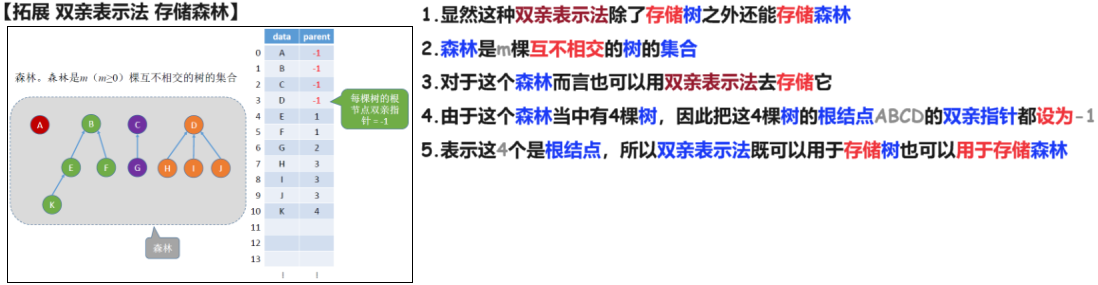 【拓展 双亲表示法 存储森林】
森林。森林是m（m≥0）棵互不相交的树的集合
A
B
C
D
E
F
G
H
I
J
K
森林
data parent
0 A -1
1 B -1
2 C -1
3 D -1
4 E 1
5 F 1
6 G 2
7 H 3
8 I 3
9 J 3
10 K 4
11
12
13
每棵树的根
节点双亲指
针 = -1
1.显然这种双亲表示法除了存储树之外还能存储森林
2.森林是m棵互不相交的树的集合
3.对于这个森林而言也可以用双亲表示法去存储它
4.由于这个森林当中有4棵树，因此把这4棵树的根结点ABCD的双亲指针都设为-1
5.表示这4个是根结点，所以双亲表示法既可以用于存储树也可以用于存储森林